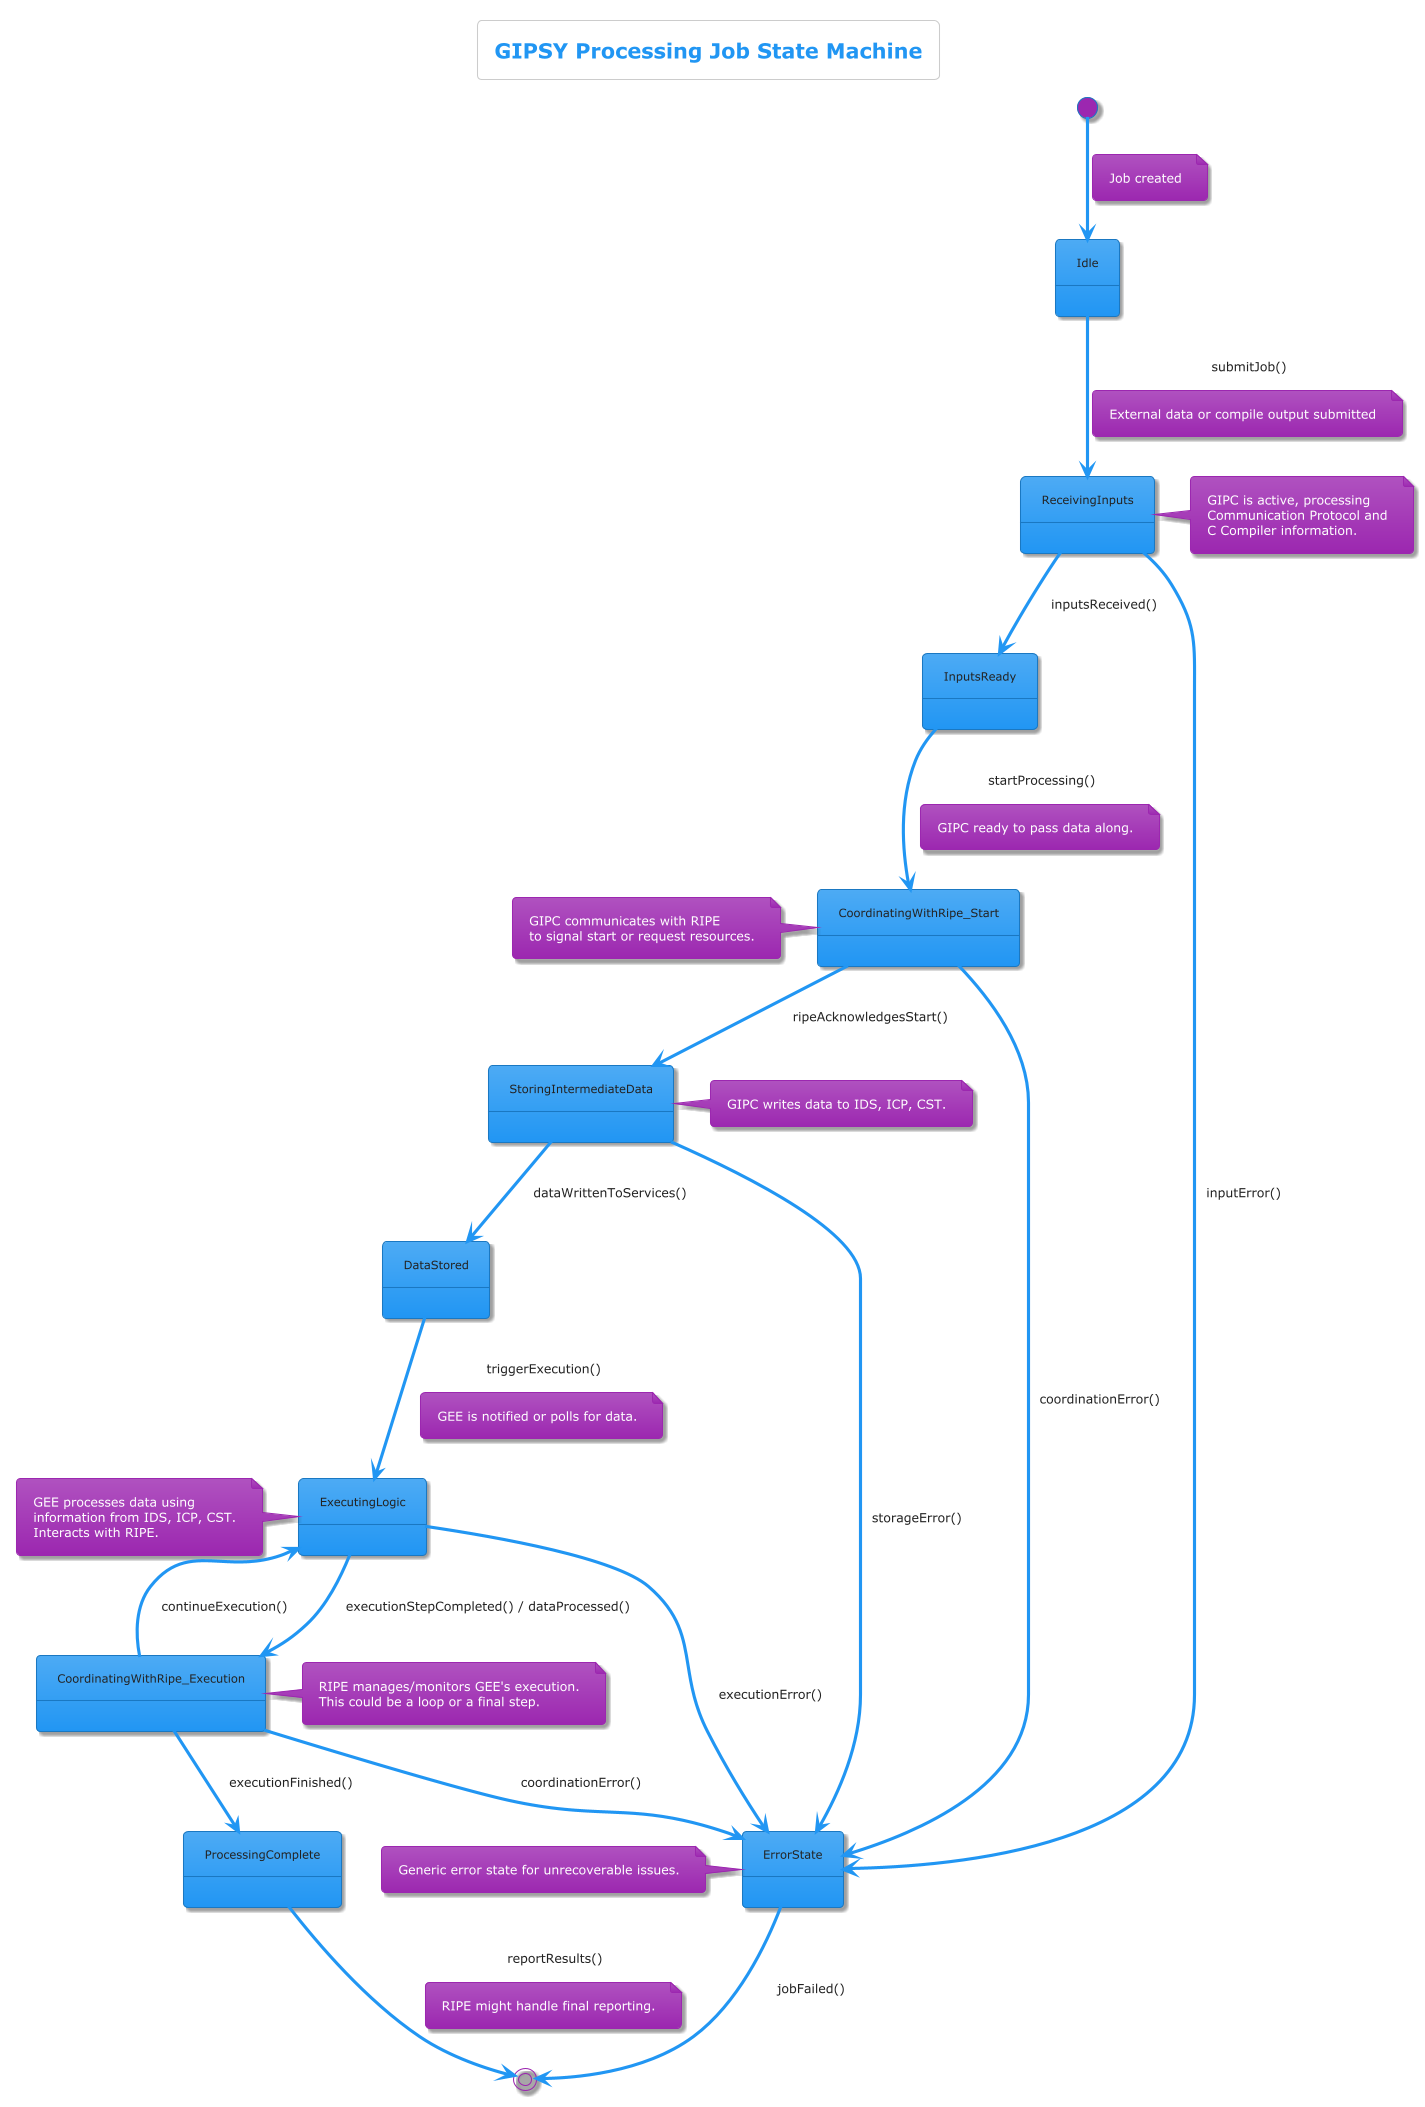 GIPSY Processing Job State Machine
Job created
Idle
submitJob()
External data or compile output submitted
ReceivingInputs
GIPC is active, processing
Communication Protocol and
C Compiler information.
inputsReceived()
InputsReady
startProcessing()
GIPC ready to pass data along.
CoordinatingWithRipe_Start
GIPC communicates with RIPE
to signal start or request resources.
ripeAcknowledgesStart()
StoringIntermediateData
GIPC writes data to IDS, ICP, CST.
dataWrittenToServices()
inputError()
DataStored
triggerExecution()
coordinationError()
GEE is notified or polls for data.
ExecutingLogic
GEE processes data using
information from IDS, ICP, CST.
Interacts with RIPE.
storageError()
continueExecution()
executionStepCompleted() / dataProcessed()
CoordinatingWithRipe_Execution
RIPE manages/monitors GEE's execution.
This could be a loop or a final step.
executionError()
executionFinished()
coordinationError()
ProcessingComplete
Generic error state for unrecoverable issues.
ErrorState
reportResults()
RIPE might handle final reporting.
jobFailed()